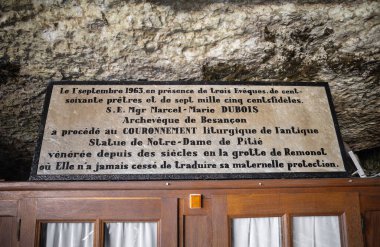 Le 1er Septembre 1963, en présence de trois Evêques, de cent-
soixante prêtres et de sept mille cinq cents fidèles,
S. E. Mgr Marcel-Marie DUBOIS
Archevêque de Besançon
a procédé au COURONNEMENT liturgique de l'antique
Statue de Notre-Dame de Pitié
vénérée depuis des siècles en la grotte de Remonot
où Elle n'a jamais cessé de traduire sa maternelle protection.